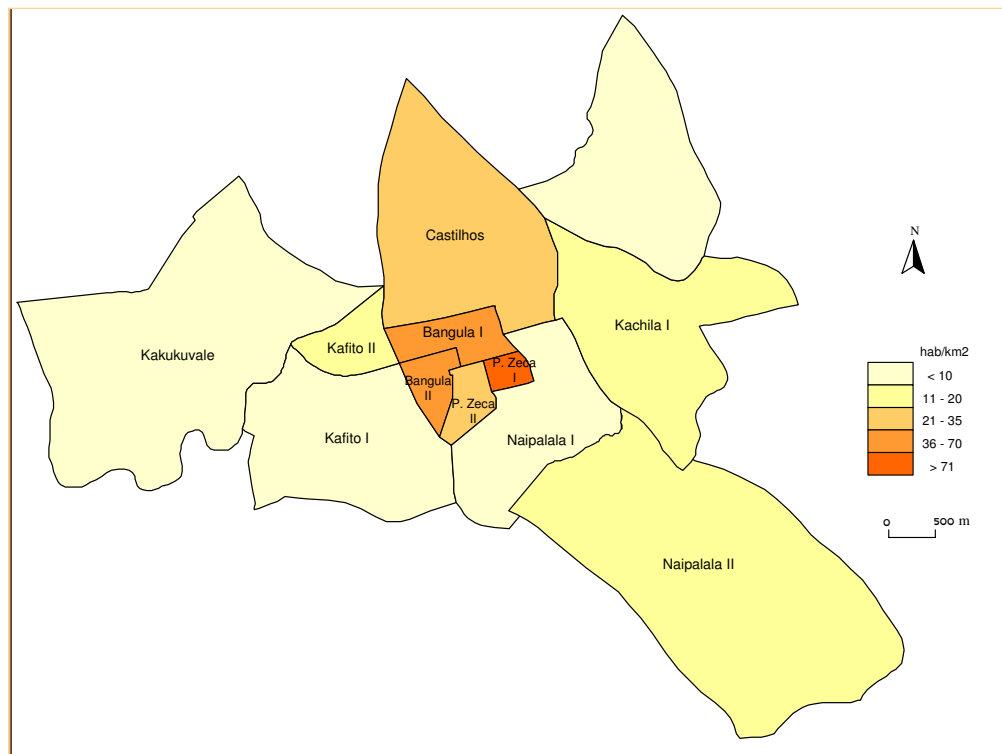 N
Castilhos
Kachila I
Bangula I
Kafito II
Kakukuvale
P. Zeca
I
Bangula
II
P. Zeca
II
Kafito I
Naipalala I
Naipalala II
hab/km2
< 10
11 - 20
21 - 35
36 - 70
> 71
0 500 m